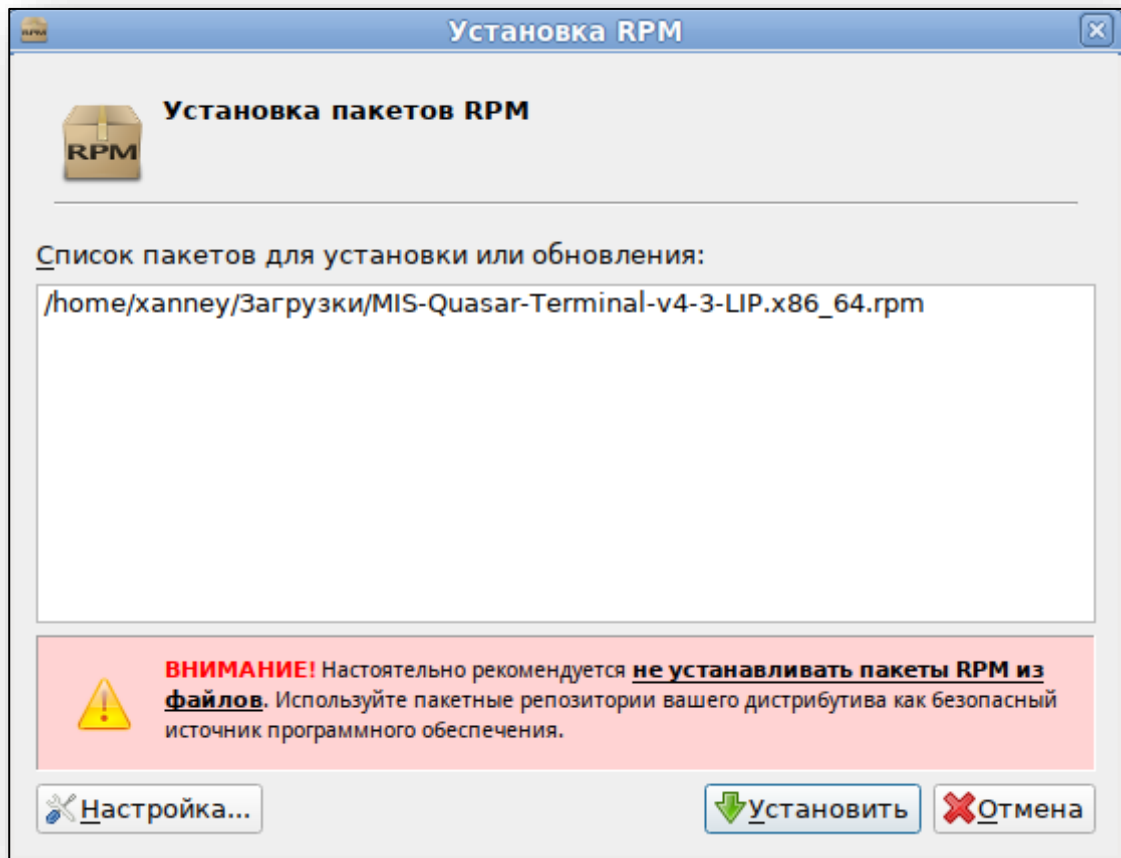 Установка RPM
Установка пакетов RPM
RPM
Список пакетов для установки или обновления:
/home/xanney/Загрузки/MIS-Quasar-Terminal-v4-3-LIP.x86_64.rpm
ВНИМАНИЕ! Настоятельно рекомендуется не устанавливать пакеты RPM из
файлов. Используйте пакетные репозитории вашего дистрибутива как безопасный
источник программного обеспечения.
Настройка...
Установить
Отмена